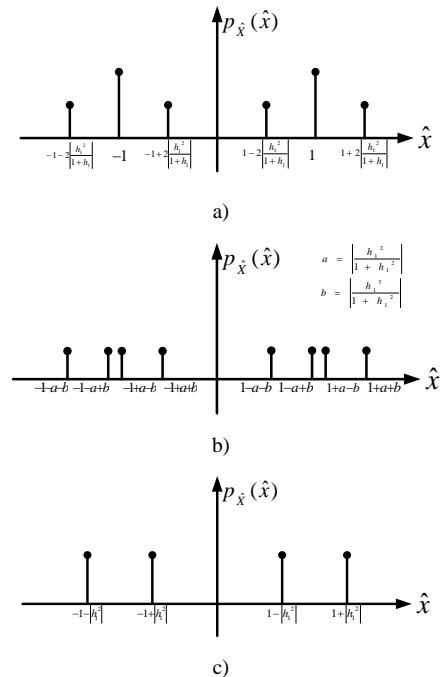 p_X̂(x̂)
x̂
-1-2|h₁²/(1+h₁)| -1 -1+2|h₁²/(1+h₁)| 1-2|h₁²/(1+h₁)| 1 1+2|h₁²/(1+h₁)|
a)
p_X̂(x̂)
a = |h₁²/(1 + h₁²)|
b = |h₁³/(1 + h₁²)|
x̂
-1-a-b -1-a+b -1+a-b -1+a+b 1-a-b 1-a+b 1+a-b 1+a+b
b)
p_X̂(x̂)
x̂
-1-|h₁²| -1+|h₁²| 1-|h₁²| 1+|h₁²|
c)